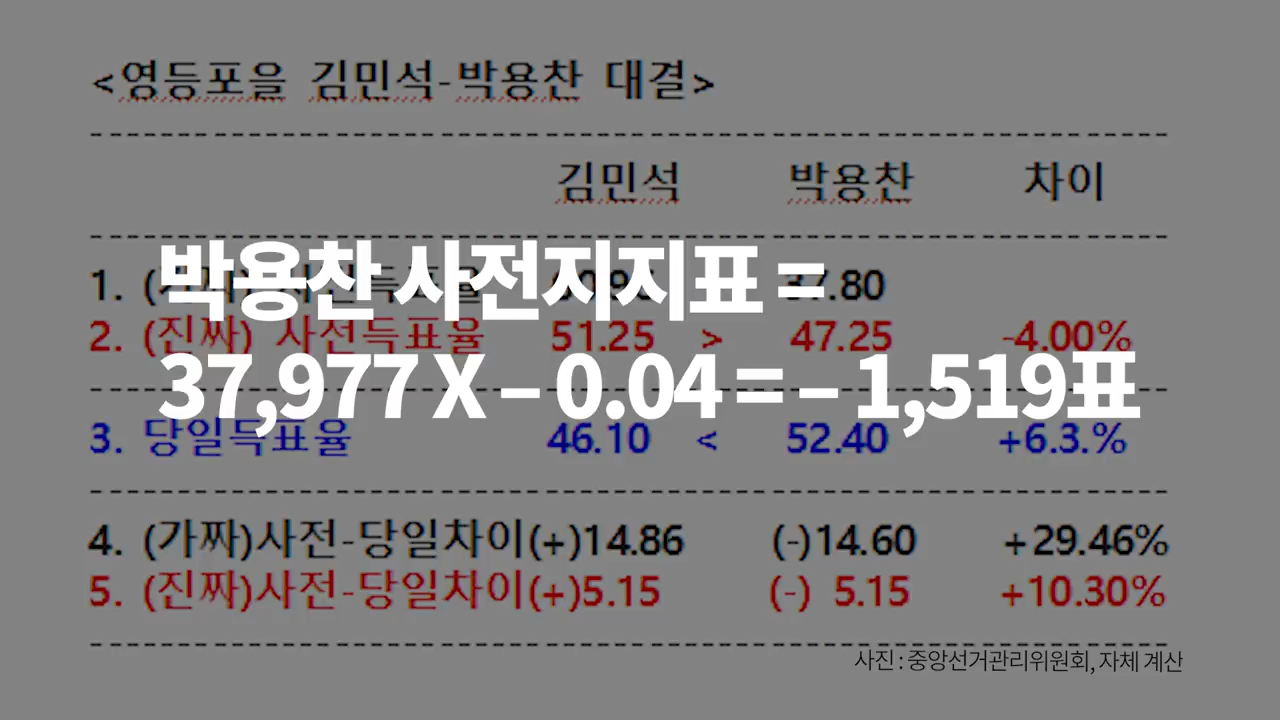 <영등포을 김민석-박용찬 대결>
김민석 박용찬 차이
박용찬 사전지지표 =
1. 37.80
2. (진짜) 사전득표율 51.25 > 47.25 -4.00%
37,977 X – 0.04 = – 1,519표
3. 당일득표율 46.10 < 52.40 +6.3.%
4. (가짜)사전-당일차이(+)14.86 (-)14.60 +29.46%
5. (진짜)사전-당일차이(+)5.15 (-) 5.15 +10.30%
사진 : 중앙선거관리위원회, 자체 계산